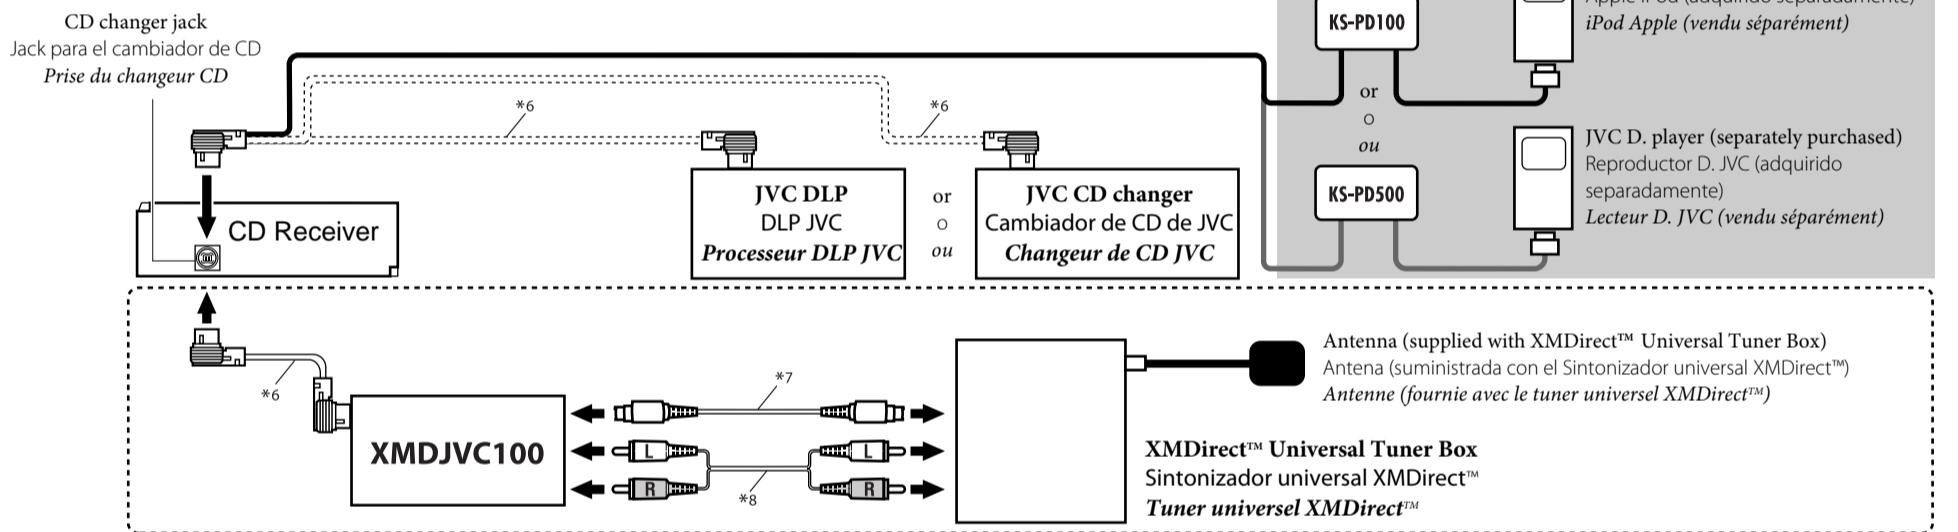 CD changer jack
Jack para el cambiador de CD
Prise du changeur CD
*6
*6
CD Receiver
JVC DLP
DLP JVC
Processeur DLP JVC
or
o
ou
JVC CD changer
Cambiador de CD de JVC
Changeur de CD JVC
KS-PD100
or
o
ou
KS-PD500
Apple iPod (adquirido separadamente)
iPod Apple (vendu séparément)
JVC D. player (separately purchased)
Reproductor D. JVC (adquirido
separadamente)
Lecteur D. JVC (vendu séparément)
*6
XMDJVC100
*7
L
L
R
R
*8
Antenna (supplied with XMDirect™ Universal Tuner Box)
Antena (suministrada con el Sintonizador universal XMDirect™)
Antenne (fournie avec le tuner universel XMDirect™)
XMDirect™ Universal Tuner Box
Sintonizador universal XMDirect™
Tuner universel XMDirect™